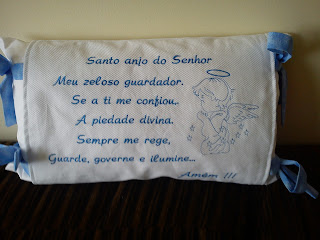 Santo anjo do Senhor
Meu zeloso guardador.
Se a ti me confiou,.
A piedade divina.
Sempre me rege,
Guarde, governe e ilumine...
Amém !!!